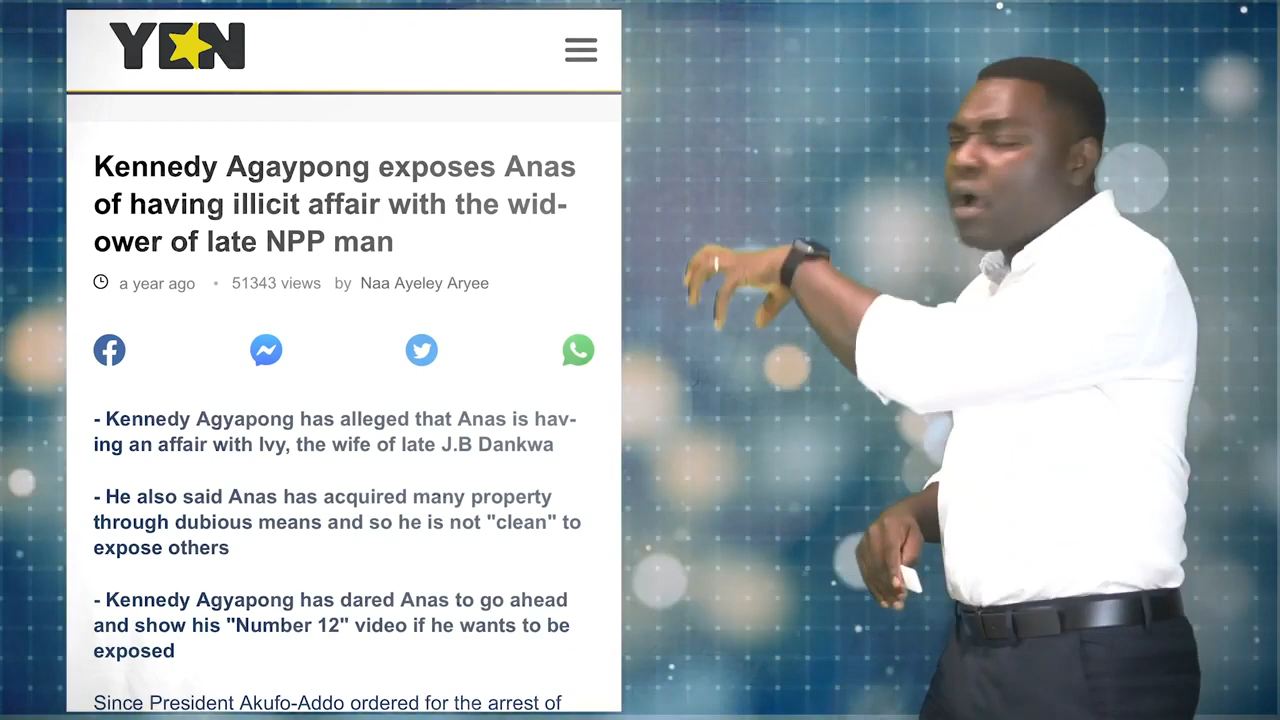 YEN
Kennedy Agaypong exposes Anas
of having illicit affair with the wid-
ower of late NPP man
a year ago • 51343 views by Naa Ayeley Aryee
- Kennedy Agyapong has alleged that Anas is hav-
ing an affair with Ivy, the wife of late J.B Dankwa
- He also said Anas has acquired many property
through dubious means and so he is not "clean" to
expose others
- Kennedy Agyapong has dared Anas to go ahead
and show his "Number 12" video if he wants to be
exposed
Since President Akufo-Addo ordered for the arrest of